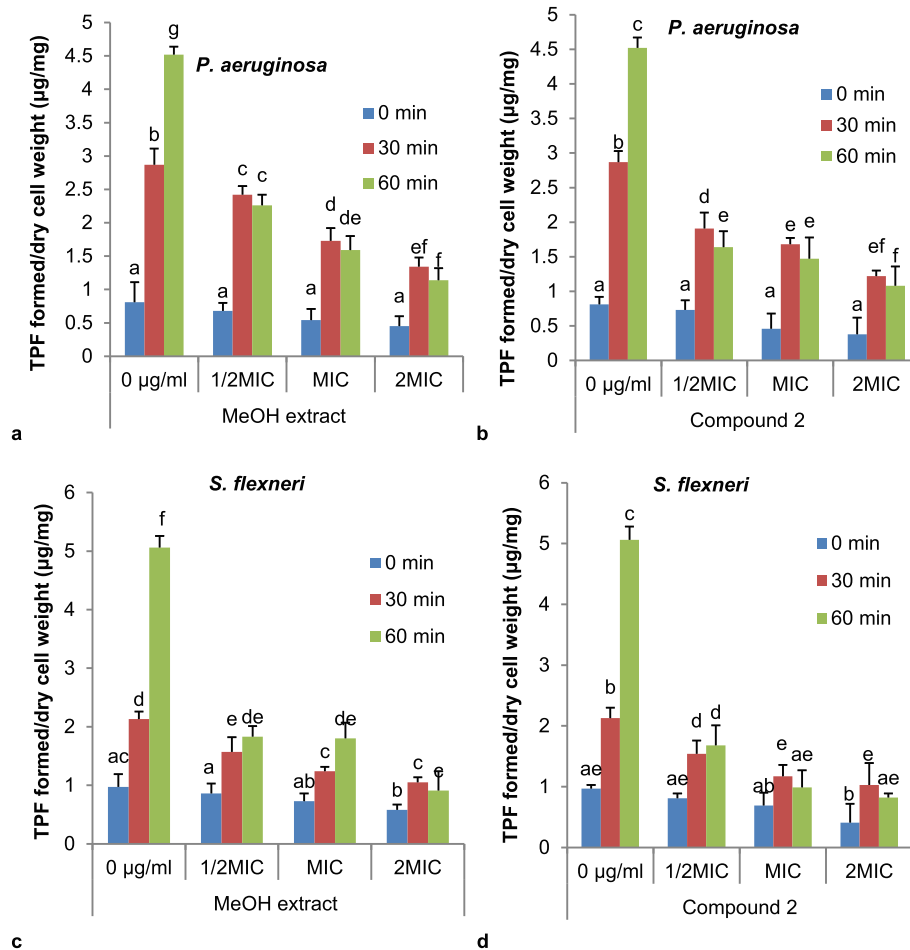 P. aeruginosa
TPF formed/dry cell weight (µg/mg)
5
4.5
4
3.5
3
2.5
2
1.5
1
0.5
0
0 min
30 min
60 min
a
b
g
a
c
c
a
d
de
a
ef
f
0 µg/ml 1/2MIC MIC 2MIC
MeOH extract
a
P. aeruginosa
TPF formed/dry cell weight (µg/mg)
5
4.5
4
3.5
3
2.5
2
1.5
1
0.5
0
0 min
30 min
60 min
a
b
c
a
d
e
a
e
e
a
ef
f
0 µg/ml 1/2MIC MIC 2MIC
Compound 2
b
S. flexneri
TPF formed/dry cell weight (µg/mg)
6
5
4
3
2
1
0
0 min
30 min
60 min
ac
d
f
a
e
de
ab
c
de
b
c
e
0 µg/ml 1/2MIC MIC 2MIC
MeOH extract
c
S. flexneri
TPF formed/dry cell weight (µg/mg)
6
5
4
3
2
1
0
0 min
30 min
60 min
ae
b
c
ae
d
d
ab
e
ae
b
e
ae
0 µg/ml 1/2MIC MIC 2MIC
Compound 2
d